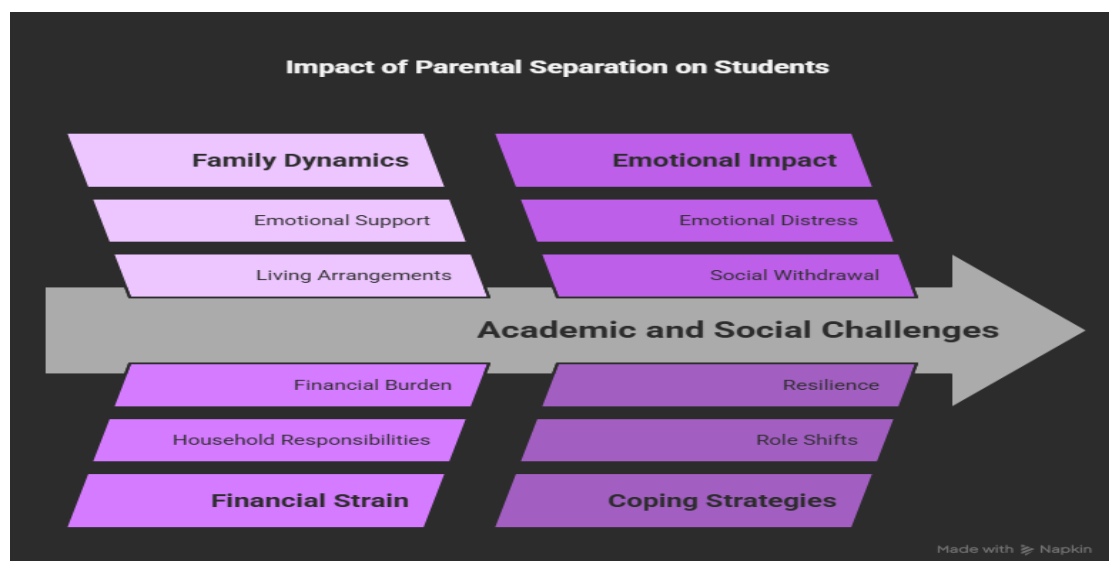 Impact of Parental Separation on Students
Family Dynamics
Emotional Support
Living Arrangements
Emotional Impact
Emotional Distress
Social Withdrawal
Academic and Social Challenges
Financial Burden
Household Responsibilities
Financial Strain
Resilience
Role Shifts
Coping Strategies
Made with Napkin